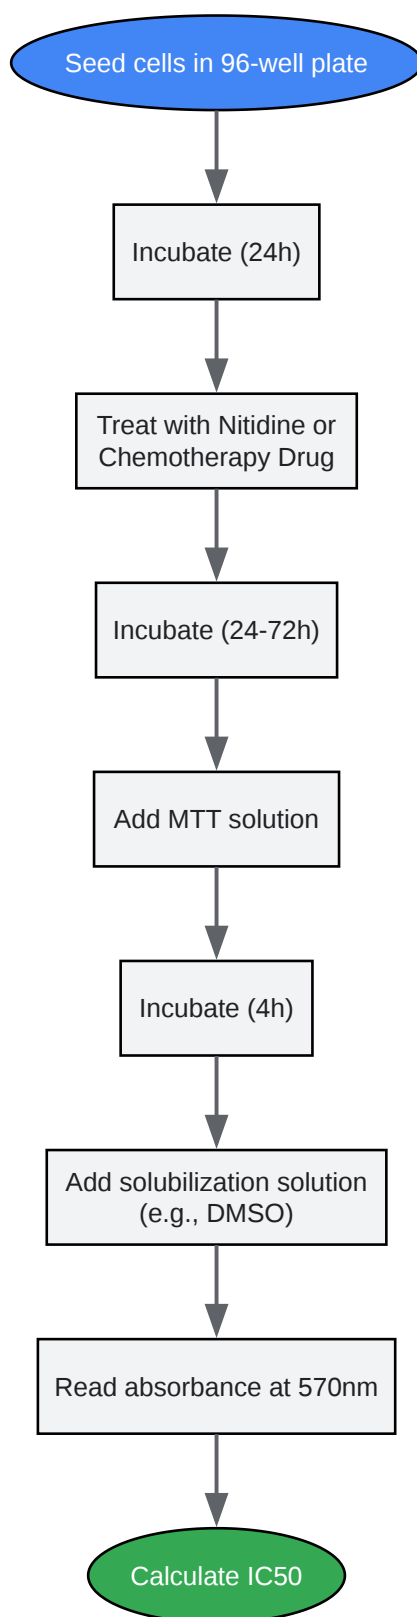 Seed cells in 96-well plate
Incubate (24h)
Treat with Nitidine or
Chemotherapy Drug
Incubate (24-72h)
Add MTT solution
Incubate (4h)
Add solubilization solution
(e.g., DMSO)
Read absorbance at 570nm
Calculate IC50